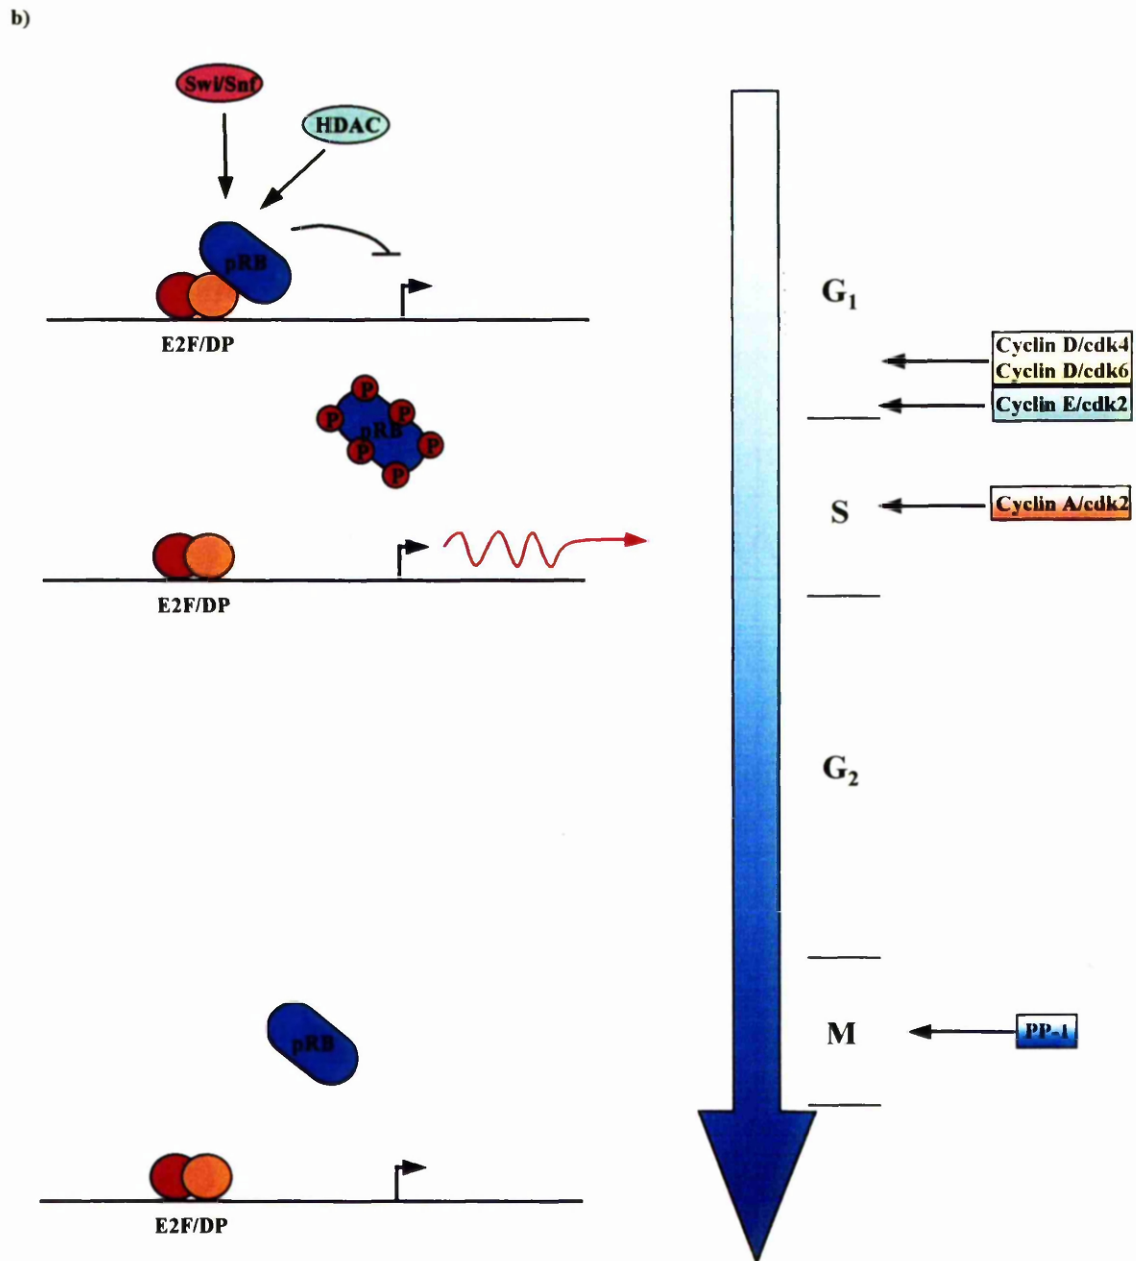 b)
Swi/Snf
HDAC
pRB
E2F/DP
G₁
Cyclin D/cdk4
Cyclin D/cdk6
Cyclin E/cdk2
P
P
P
pRB
P
P
P
S
Cyclin A/cdk2
E2F/DP
G₂
M
PP-1
pRB
E2F/DP